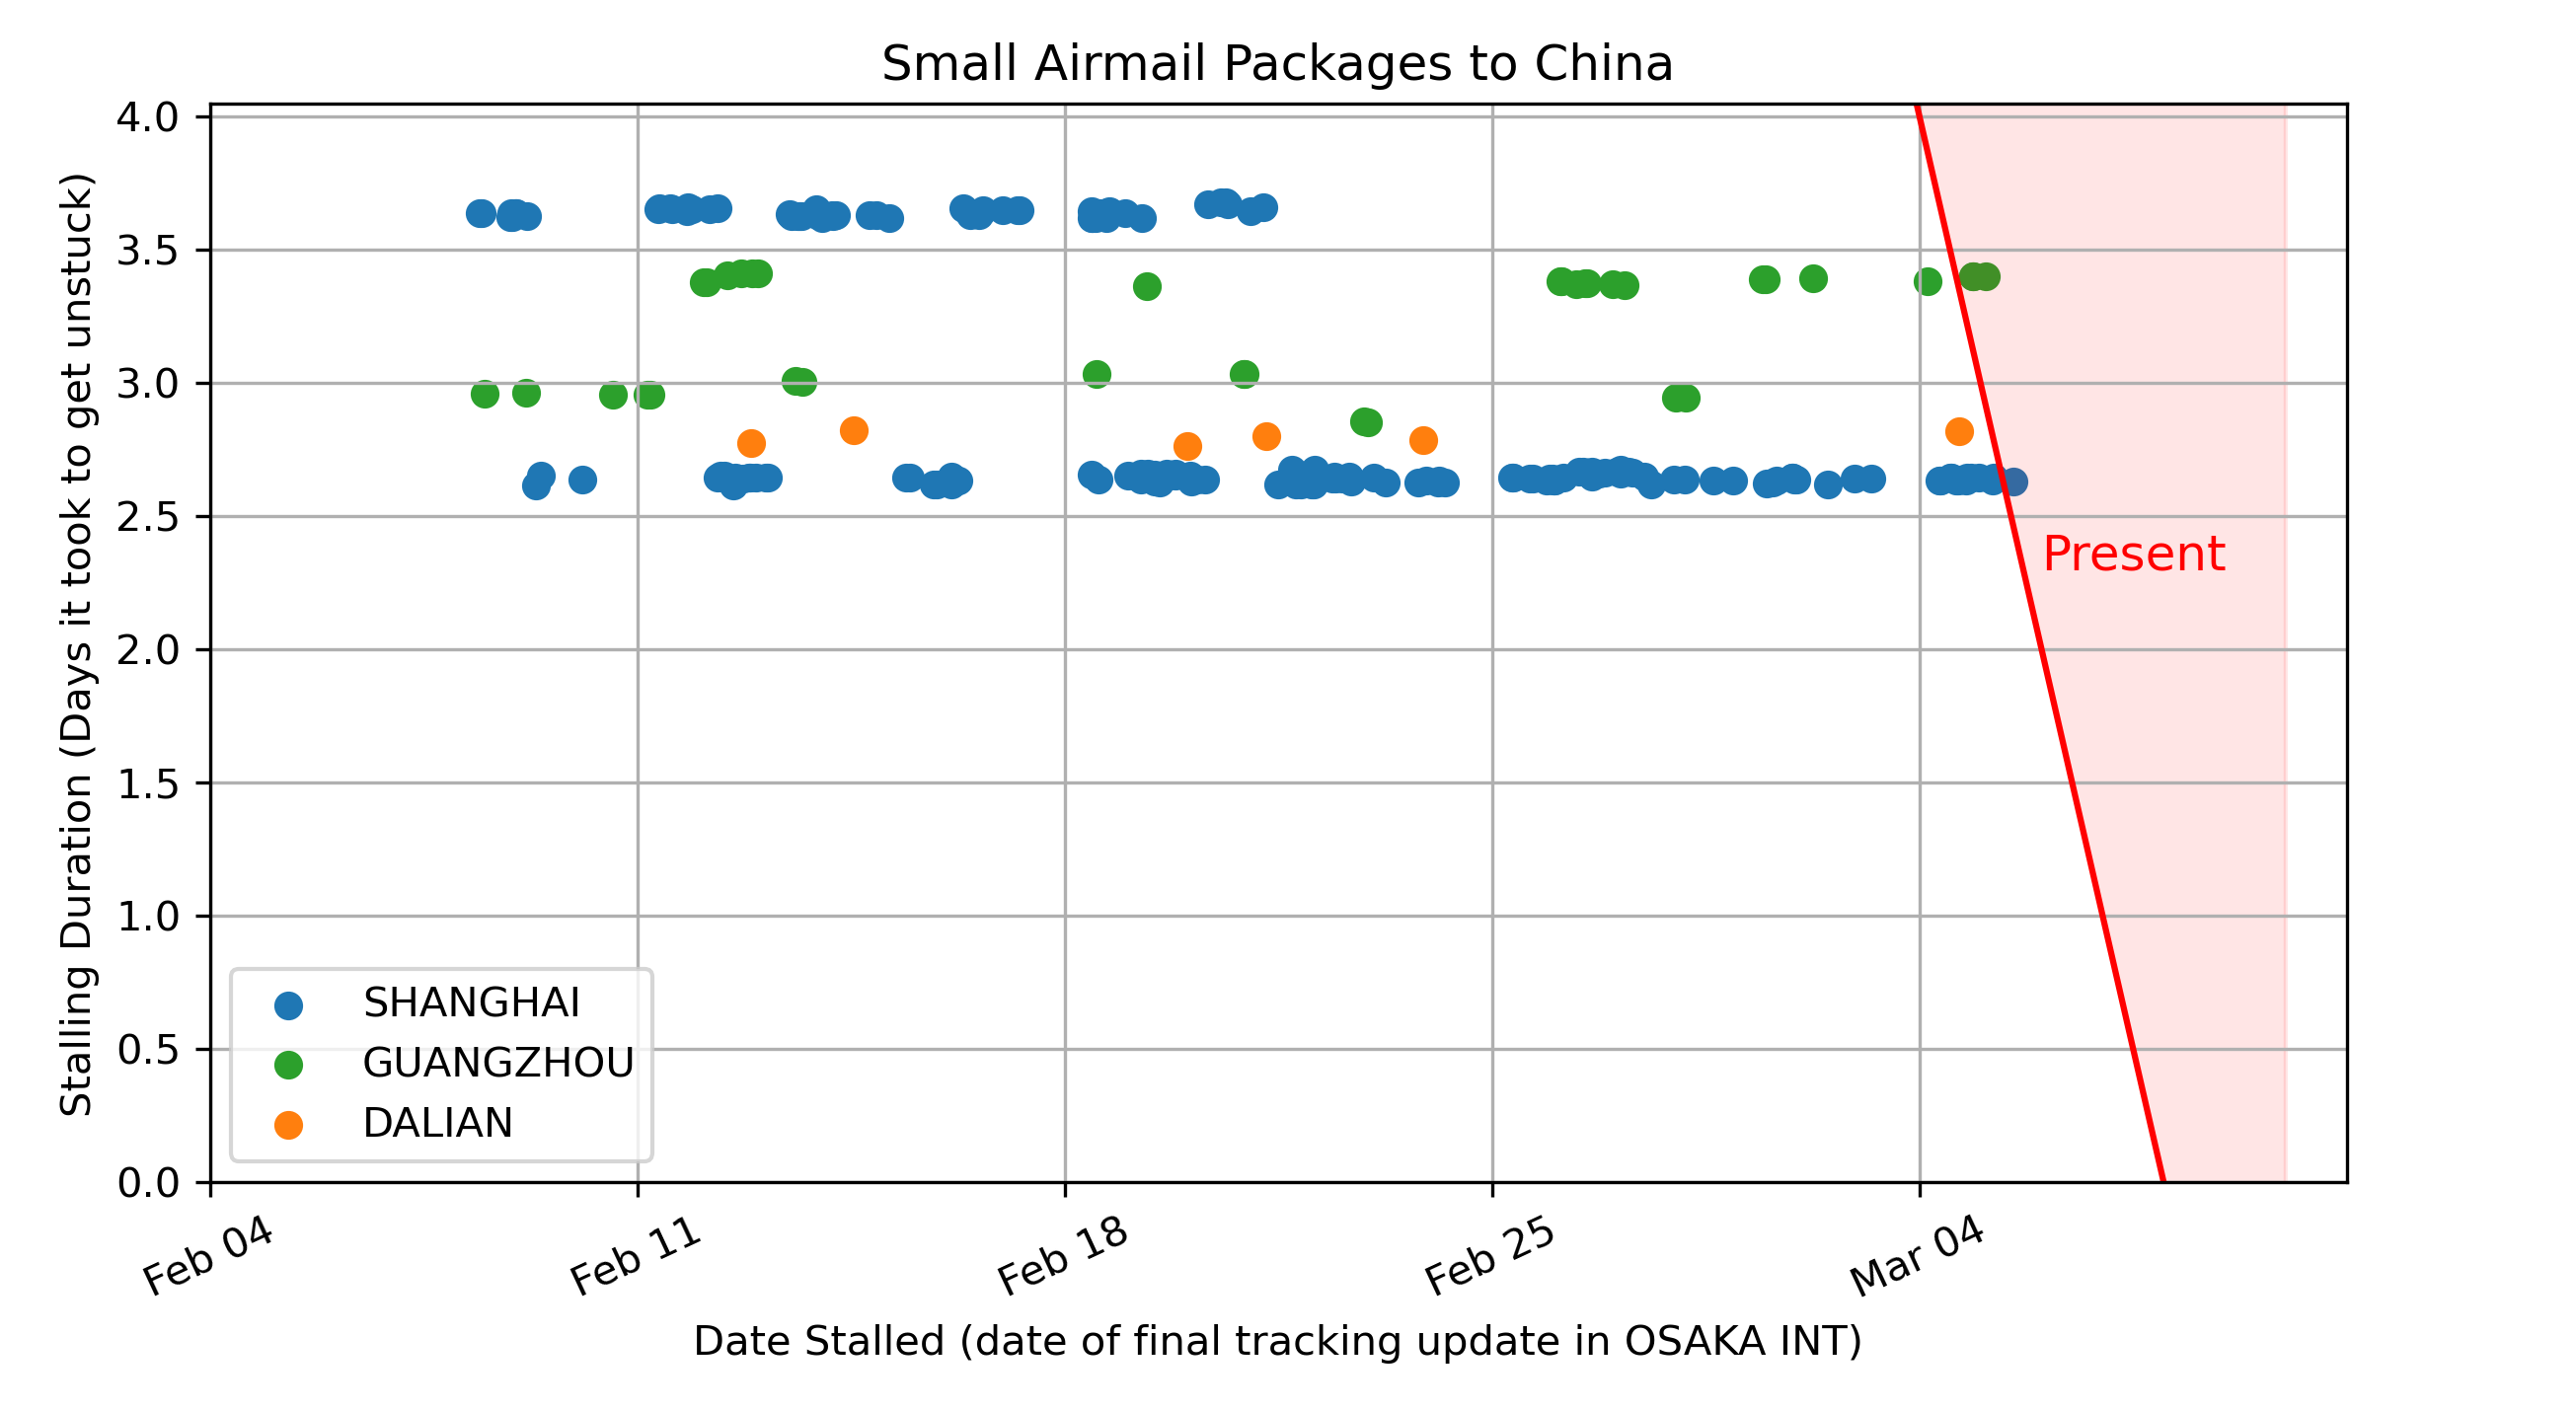 Small Airmail Packages to China
Stalling Duration (Days it took to get unstuck)
4.0
3.5
3.0
2.5
2.0
1.5
1.0
0.5
0.0
Present
SHANGHAI
GUANGZHOU
DALIAN
Feb 04
Feb 11
Feb 18
Feb 25
Mar 04
Date Stalled (date of final tracking update in OSAKA INT)